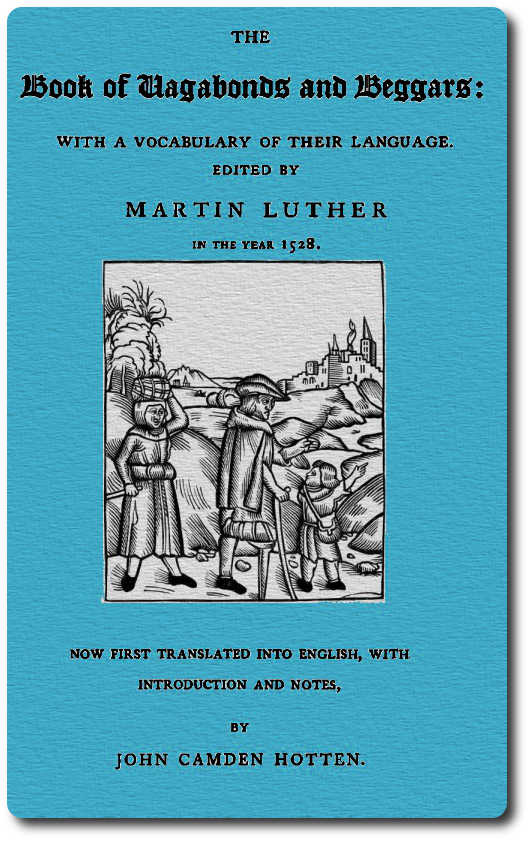 THE
Book of Vagabonds and Beggars:
WITH A VOCABULARY OF THEIR LANGUAGE.
EDITED BY
MARTIN LUTHER
IN THE YEAR 1528.
NOW FIRST TRANSLATED INTO ENGLISH, WITH
INTRODUCTION AND NOTES,
BY
JOHN CAMDEN HOTTEN.